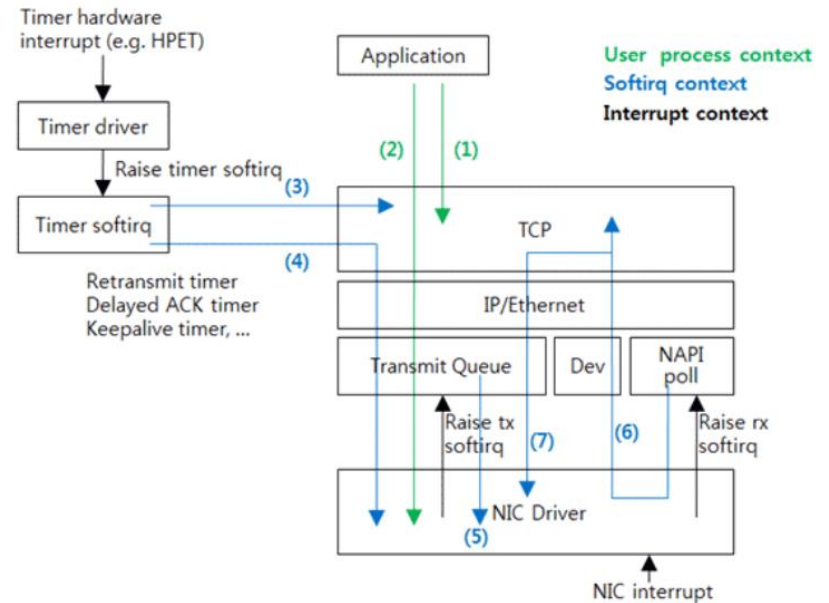 Timer hardware
interrupt (e.g. HPET)
Application
User process context
Softirq context
Interrupt context
Timer driver
(2)
(1)
Raise timer softirq
(3)
Timer softirq
TCP
(4)
Retransmit timer
Delayed ACK timer
Keepalive timer, ...
IP/Ethernet
Transmit Queue
Dev
NAPI
poll
Raise tx
softirq
(7)
(6)
Raise rx
softirq
NIC Driver
(5)
NIC interrupt